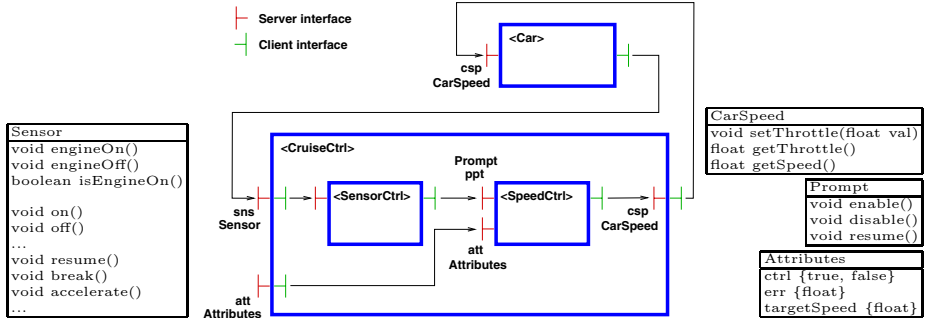 Server interface
Client interface
<Car>
csp
CarSpeed
Sensor
void engineOn()
void engineOff()
boolean isEngineOn()
void on()
void off()
...
void resume()
void break()
void accelerate()
...
<CruiseCtrl>
sns
Sensor
<SensorCtrl>
Prompt
ppt
<SpeedCtrl>
csp
CarSpeed
att
Attributes
att
Attributes
CarSpeed
void setThrottle(float val)
float getThrottle()
float getSpeed()
Prompt
void enable()
void disable()
void resume()
Attributes
ctrl {true, false}
err {float}
targetSpeed {float}